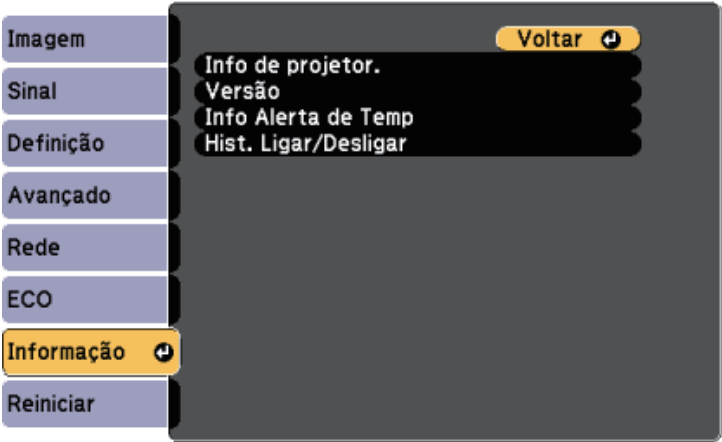 Imagem
Sinal
Definição
Avançado
Rede
ECO
Informação
Reiniciar
Voltar
Info de projetor.
Versão
Info Alerta de Temp
Hist. Ligar/Desligar